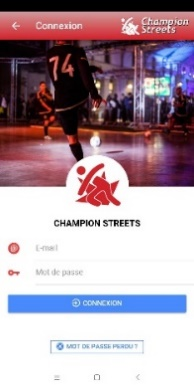 Connexion
Champion
Streets
74
CHAMPION STREETS
E-mail
Mot de passe
CONNEXION
MOT DE PASSE PERDU ?